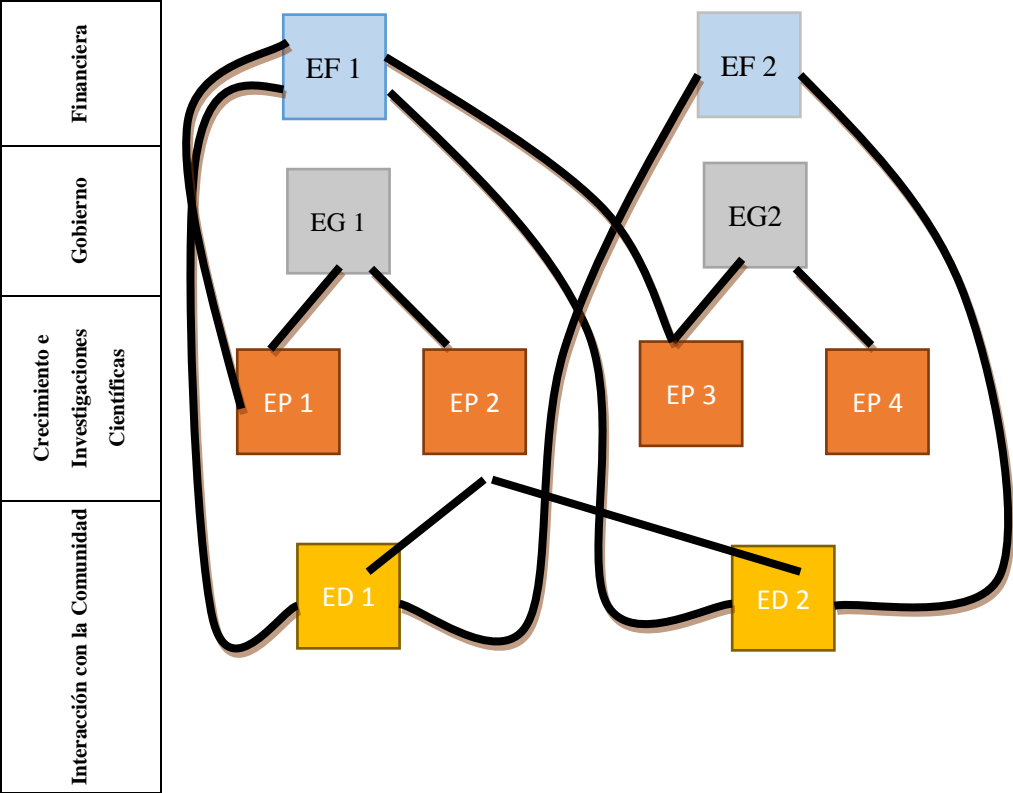 Financiera
EF 1
EF 2
Gobierno
EG 1
EG2
Crecimiento e
Investigaciones
Científicas
EP 1
EP 2
EP 3
EP 4
Interacción con la Comunidad
ED 1
ED 2